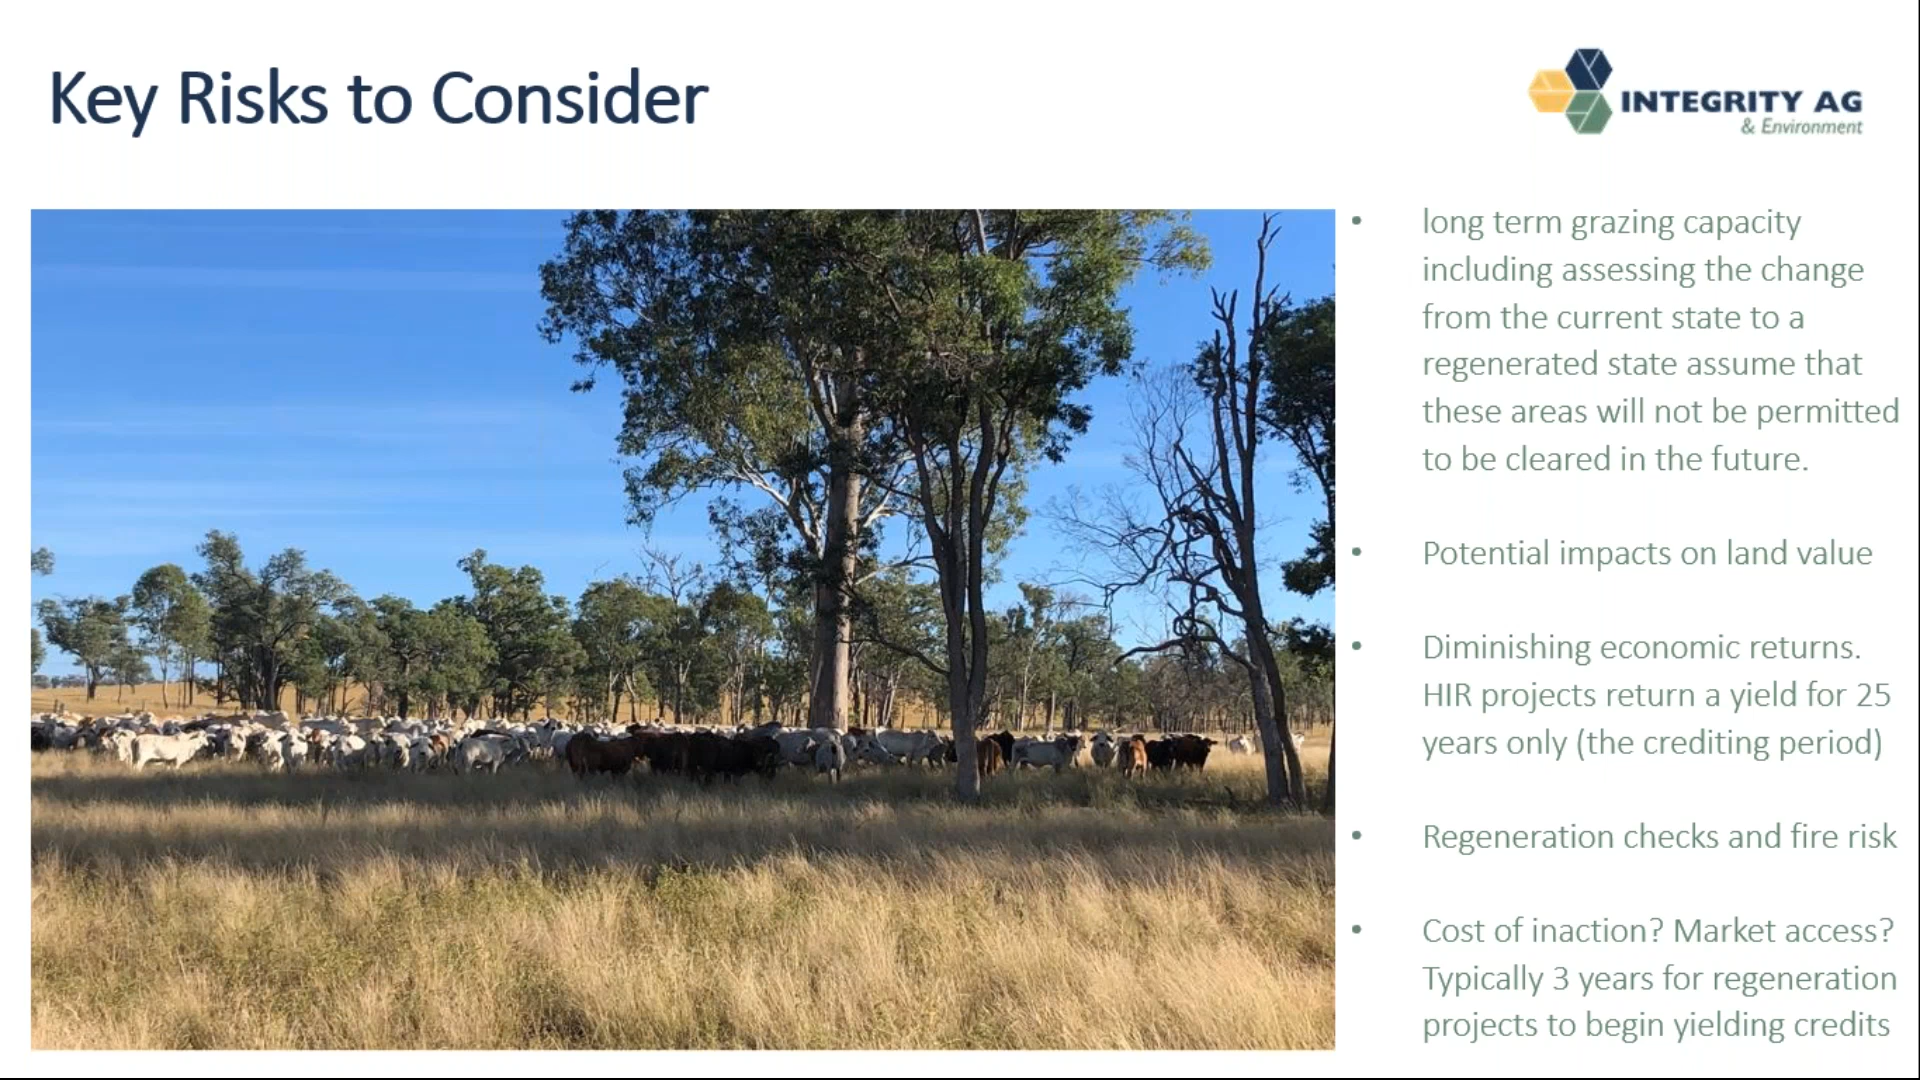 Key Risks to Consider
INTEGRITY AG
& Environment
• long term grazing capacity
including assessing the change
from the current state to a
regenerated state assume that
these areas will not be permitted
to be cleared in the future.
• Potential impacts on land value
• Diminishing economic returns.
HIR projects return a yield for 25
years only (the crediting period)
• Regeneration checks and fire risk
• Cost of inaction? Market access?
Typically 3 years for regeneration
projects to begin yielding credits